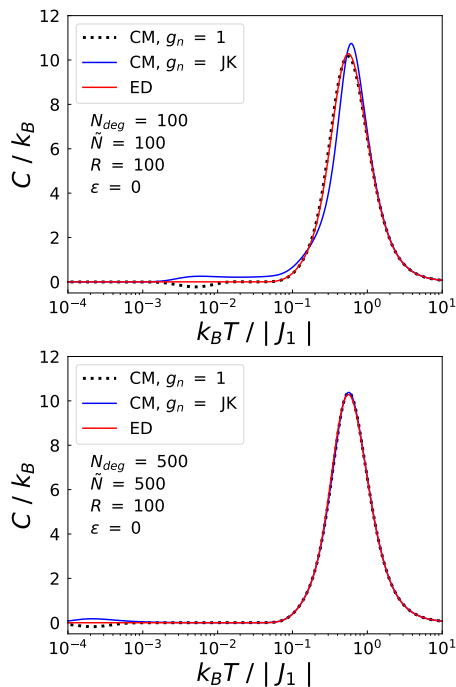 12
10
8
6
4
2
0
C / k_B
CM, g_n = 1
CM, g_n = JK
ED
N_deg = 100
Ñ = 100
R = 100
ε = 0
10^−4 10^−3 10^−2 10^−1 10^0 10^1
k_B T / | J_1 |
12
10
8
6
4
2
0
C / k_B
CM, g_n = 1
CM, g_n = JK
ED
N_deg = 500
Ñ = 500
R = 100
ε = 0
10^−4 10^−3 10^−2 10^−1 10^0 10^1
k_B T / | J_1 |